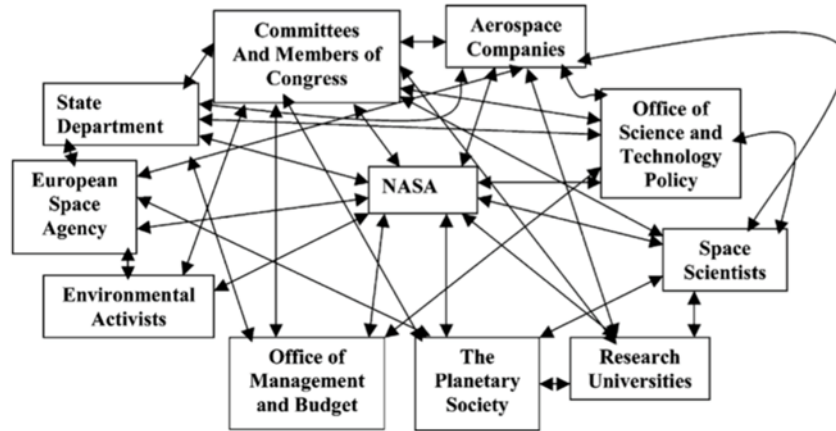 Committees
And Members of
Congress
Aerospace
Companies
State
Department
Office of
Science and
Technology
Policy
European
Space
Agency
NASA
Space
Scientists
Environmental
Activists
Office of
Management
and Budget
The
Planetary
Society
Research
Universities